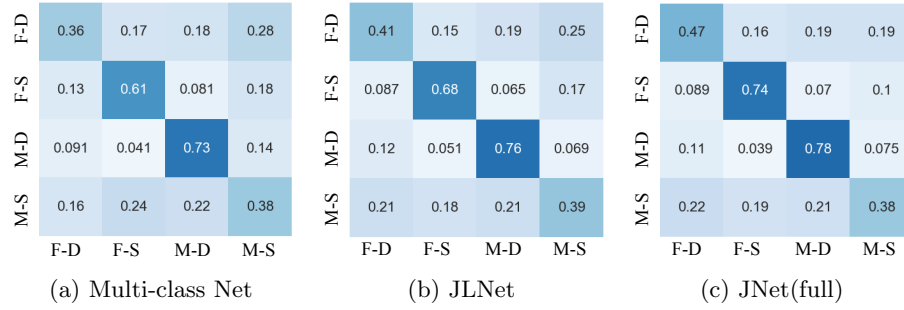 F-D 0.36 0.17 0.18 0.28
F-S 0.13 0.61 0.081 0.18
M-D 0.091 0.041 0.73 0.14
M-S 0.16 0.24 0.22 0.38
F-D F-S M-D M-S
(a) Multi-class Net
F-D 0.41 0.15 0.19 0.25
F-S 0.087 0.68 0.065 0.17
M-D 0.12 0.051 0.76 0.069
M-S 0.21 0.18 0.21 0.39
F-D F-S M-D M-S
(b) JLNet
F-D 0.47 0.16 0.19 0.19
F-S 0.089 0.74 0.07 0.1
M-D 0.11 0.039 0.78 0.075
M-S 0.22 0.19 0.21 0.38
F-D F-S M-D M-S
(c) JNet(full)